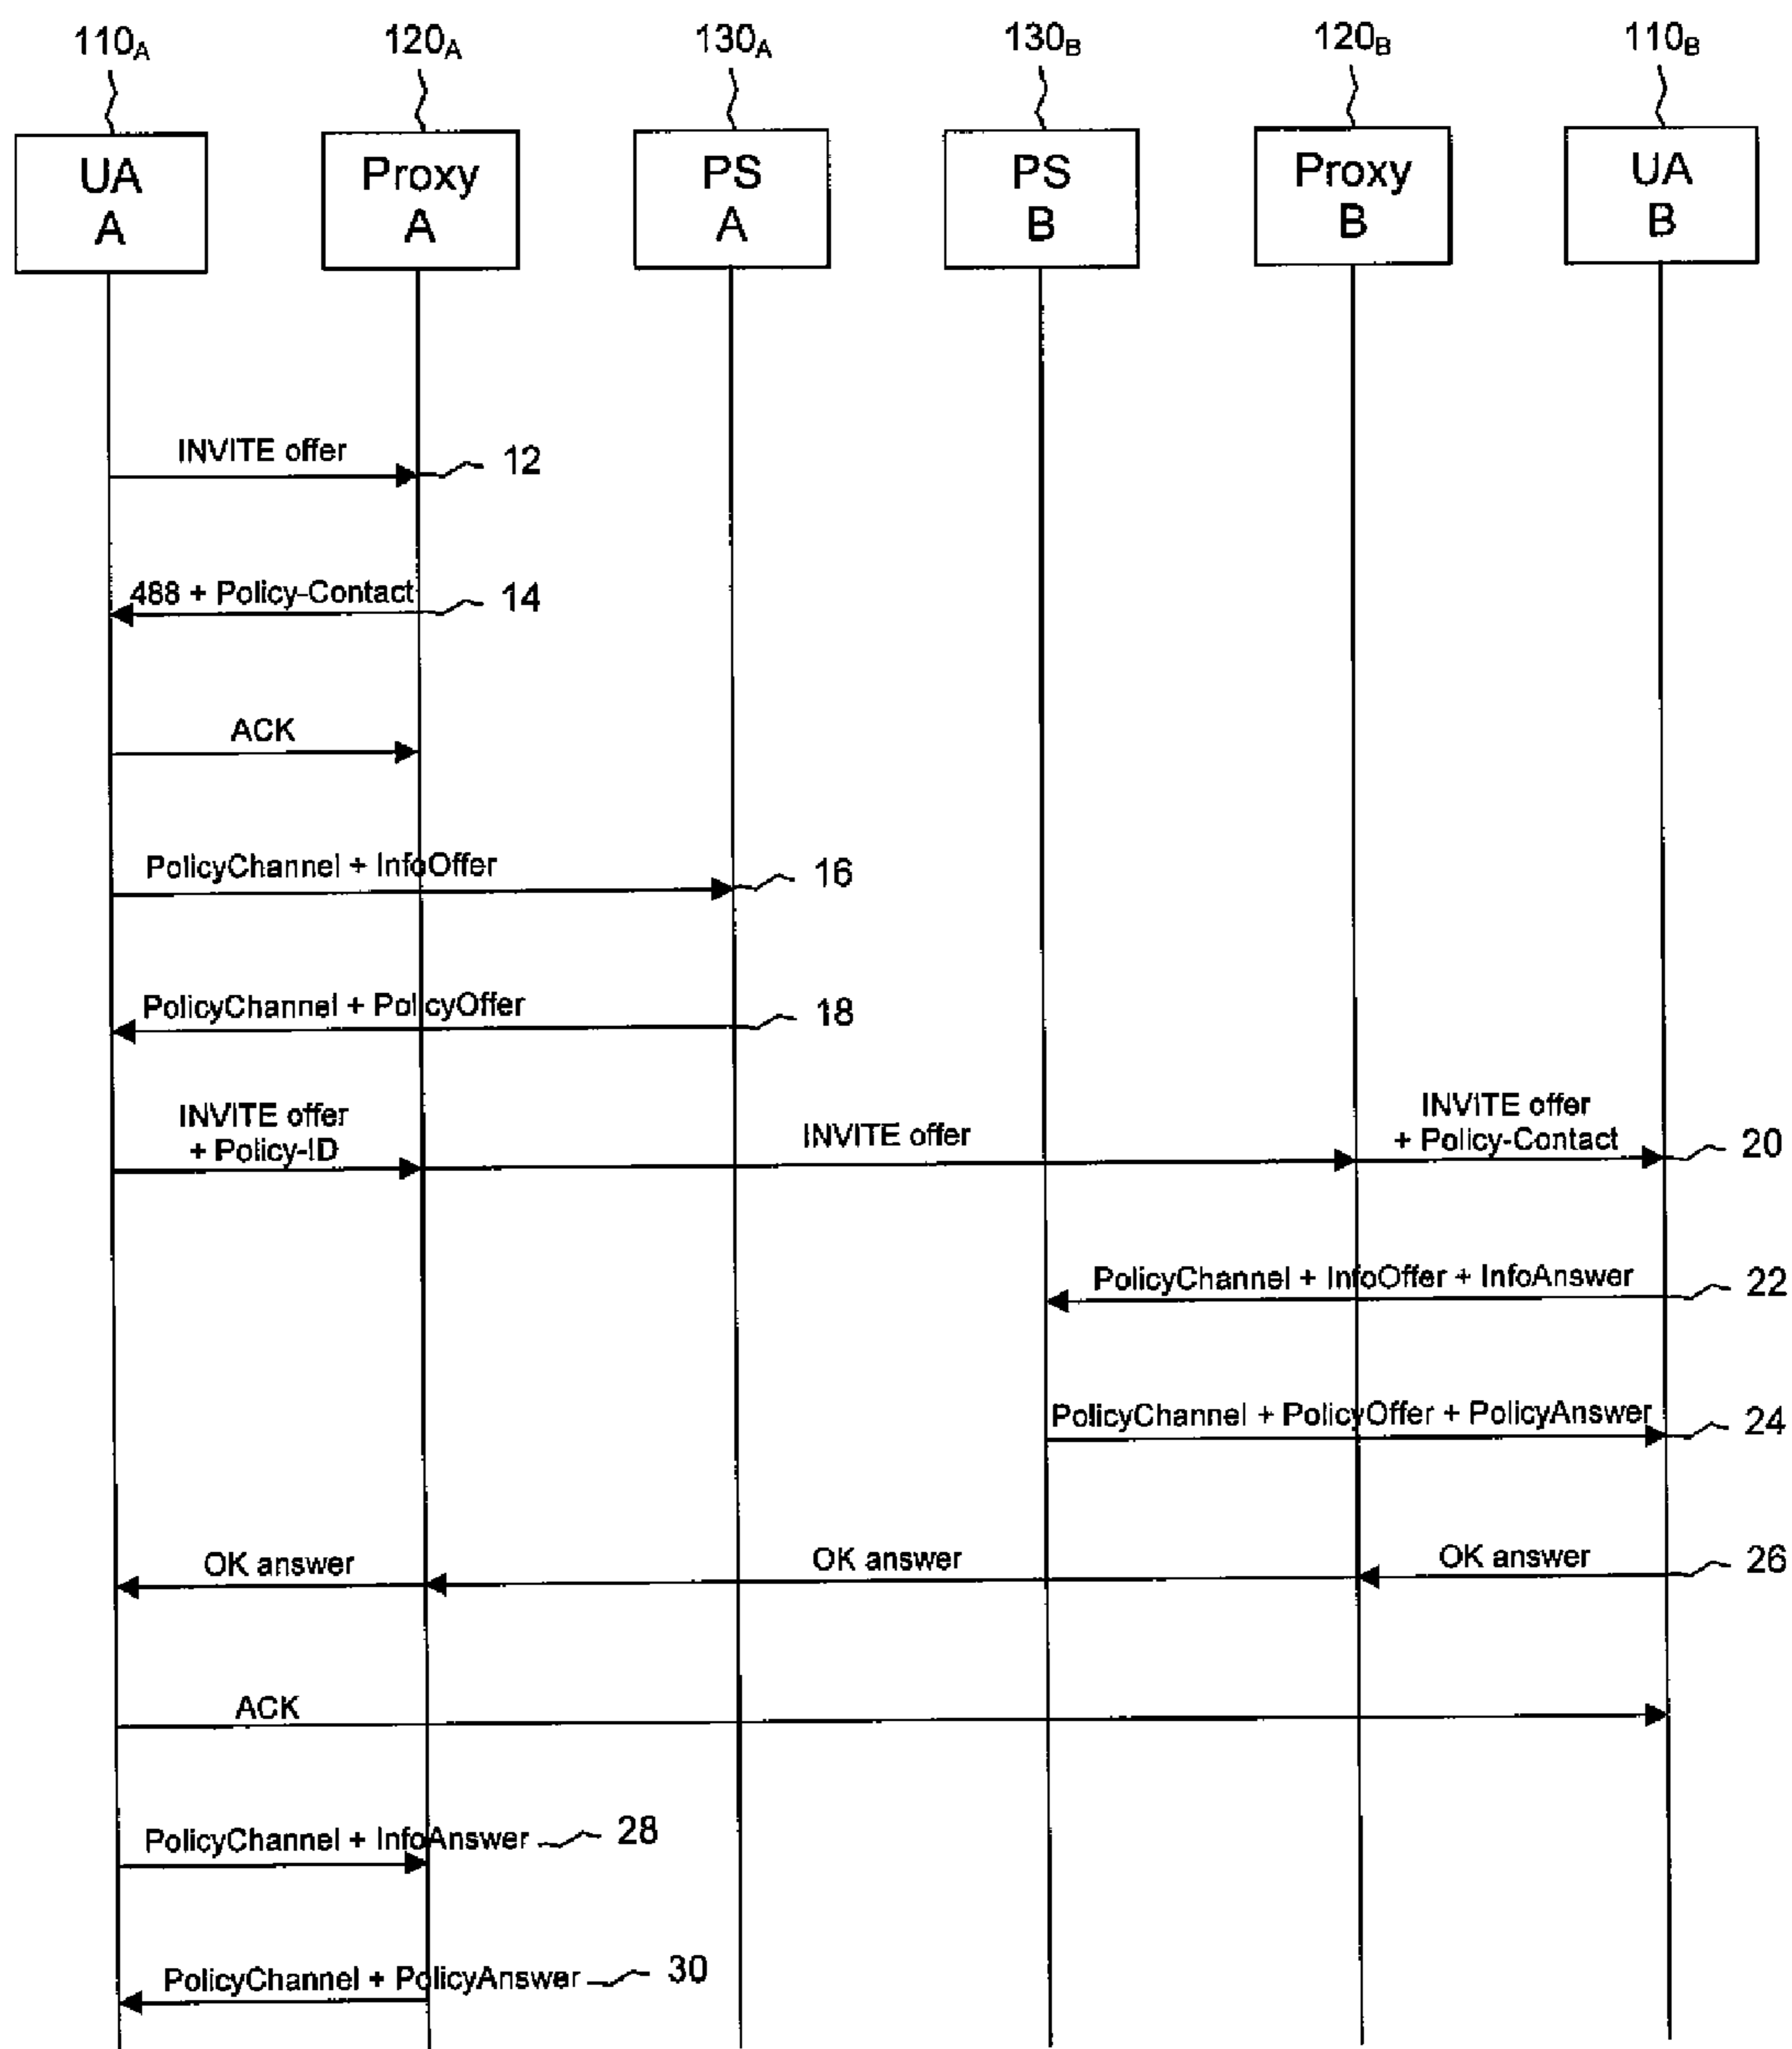 110A 120A 130A 130B 120B 110B
UA Proxy PS PS Proxy UA
A A A B B B
INVITE offer
12
488 + Policy-Contact
14
ACK
PolicyChannel + InfoOffer
16
PolicyChannel + PolicyOffer
18
INVITE offer
+ Policy-ID
INVITE offer
INVITE offer
+ Policy-Contact
20
PolicyChannel + InfoOffer + InfoAnswer
22
PolicyChannel + PolicyOffer + PolicyAnswer
24
OK answer
OK answer
OK answer
26
ACK
PolicyChannel + InfoAnswer
28
PolicyChannel + PolicyAnswer
30